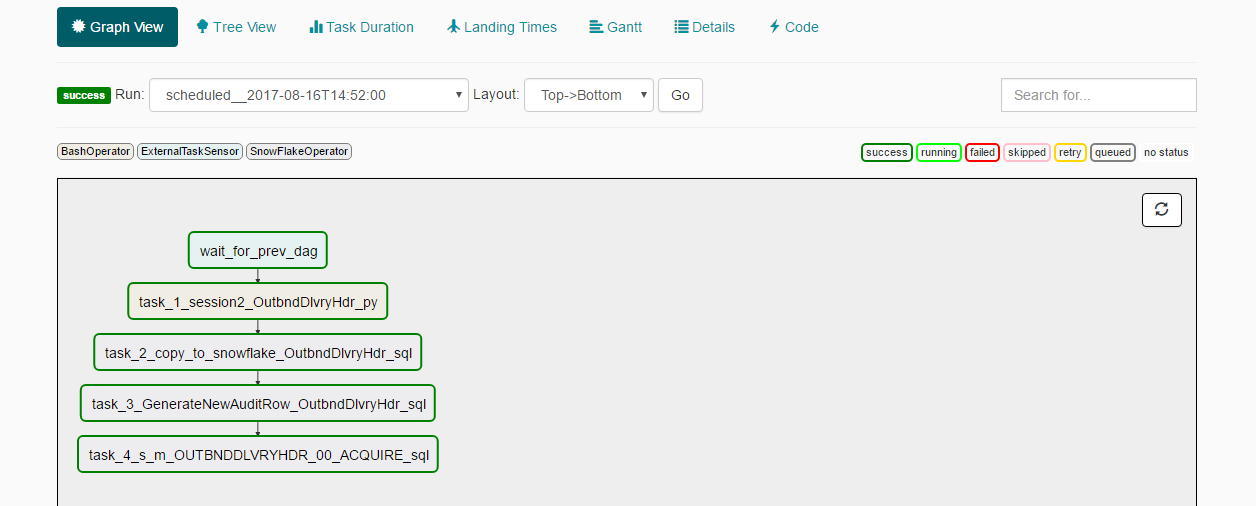 Graph View Tree View Task Duration Landing Times Gantt Details Code
success Run: scheduled__2017-08-16T14:52:00 Layout: Top->Bottom Go Search for...
BashOperator ExternalTaskSensor SnowFlakeOperator success running failed skipped retry queued no status
wait_for_prev_dag
task_1_session2_OutbndDlvryHdr_py
task_2_copy_to_snowflake_OutbndDlvryHdr_sql
task_3_GenerateNewAuditRow_OutbndDlvryHdr_sql
task_4_s_m_OUTBNDDLVRYHDR_00_ACQUIRE_sql